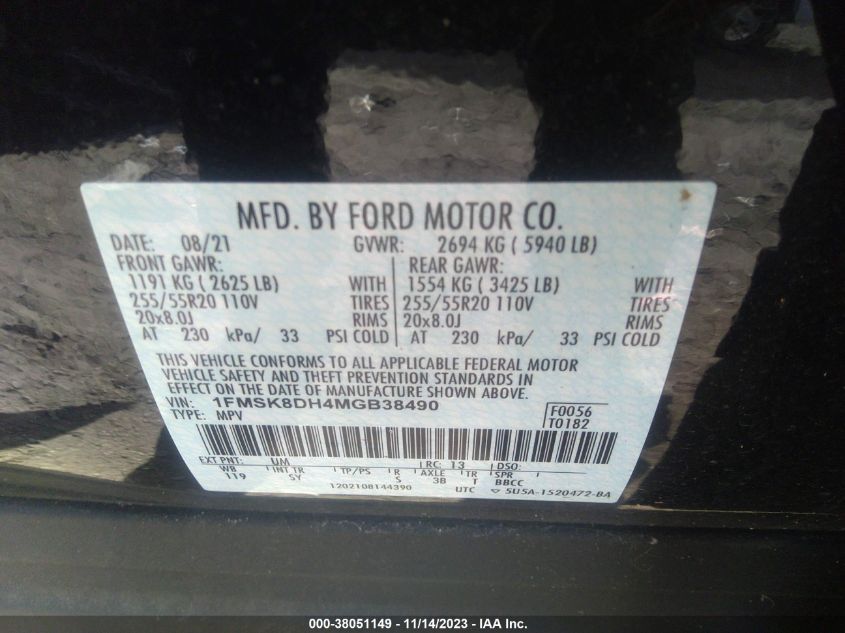 MFD. BY FORD MOTOR CO.
DATE: 08/21 GVWR: 2694 KG ( 5940 LB)
FRONT GAWR: REAR GAWR:
1191 KG ( 2625 LB) WITH 1554 KG ( 3425 LB) WITH
255/55R20 110V TIRES 255/55R20 110V TIRES
20x8.0J RIMS 20x8.0J RIMS
AT 230 kPa/ 33 PSI COLD AT 230 kPa/ 33 PSI COLD
THIS VEHICLE CONFORMS TO ALL APPLICABLE FEDERAL MOTOR
VEHICLE SAFETY AND THEFT PREVENTION STANDARDS IN
EFFECT ON THE DATE OF MANUFACTURE SHOWN ABOVE.
VIN: 1FMSK8DH4MGB38490 F0056
TYPE: MPV T0182
EXT PNT: UM RC: 13 DSO:
WB INT TR TP/PS R AXLE TR SPR
119 5Y S 3B T BBCC
1202108144390 UTC 5U5A-1520472-BA
000-38051149 - 11/14/2023 - IAA Inc.